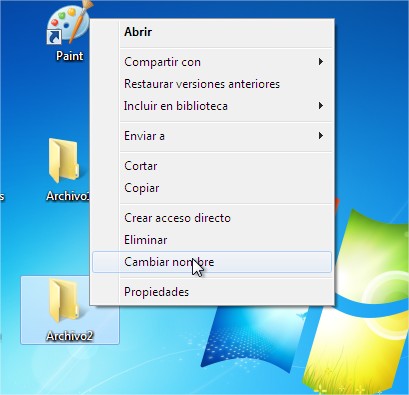 Paint
Abrir
Compartir con
Restaurar versiones anteriores
Incluir en biblioteca
Enviar a
Cortar
Copiar
Crear acceso directo
Eliminar
Cambiar nombre
Propiedades
Archivo1
Archivo2